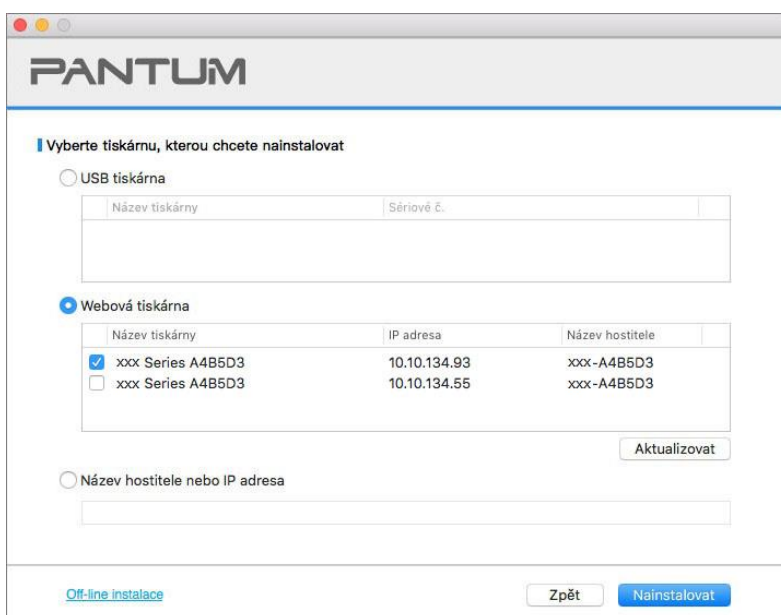 PANTUM
Vyberte tiskárnu, kterou chcete nainstalovat
USB tiskárna
Název tiskárny Sériové č.
Webová tiskárna
Název tiskárny IP adresa Název hostitele
xxx Series A4B5D3 10.10.134.93 xxx-A4B5D3
xxx Series A4B5D3 10.10.134.55 xxx-A4B5D3
Aktualizovat
Název hostitele nebo IP adresa
Off-line instalace Zpět Nainstalovat